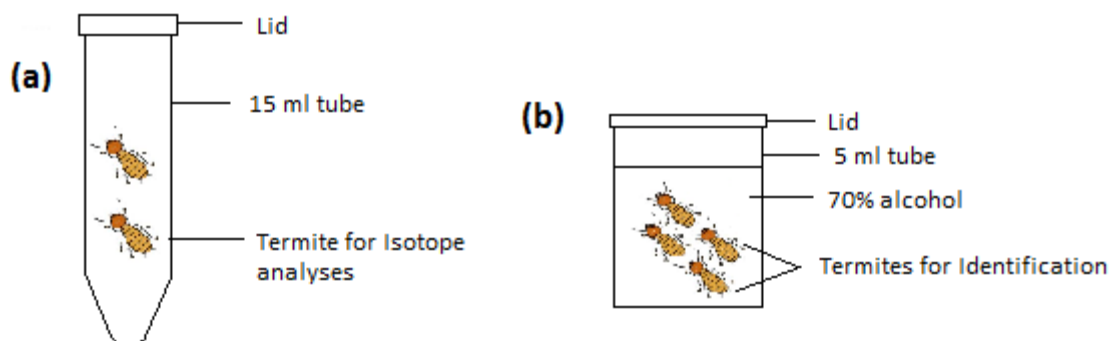 (a)
Lid
15 ml tube
Termite for Isotope
analyses
(b)
Lid
5 ml tube
70% alcohol
Termites for Identification